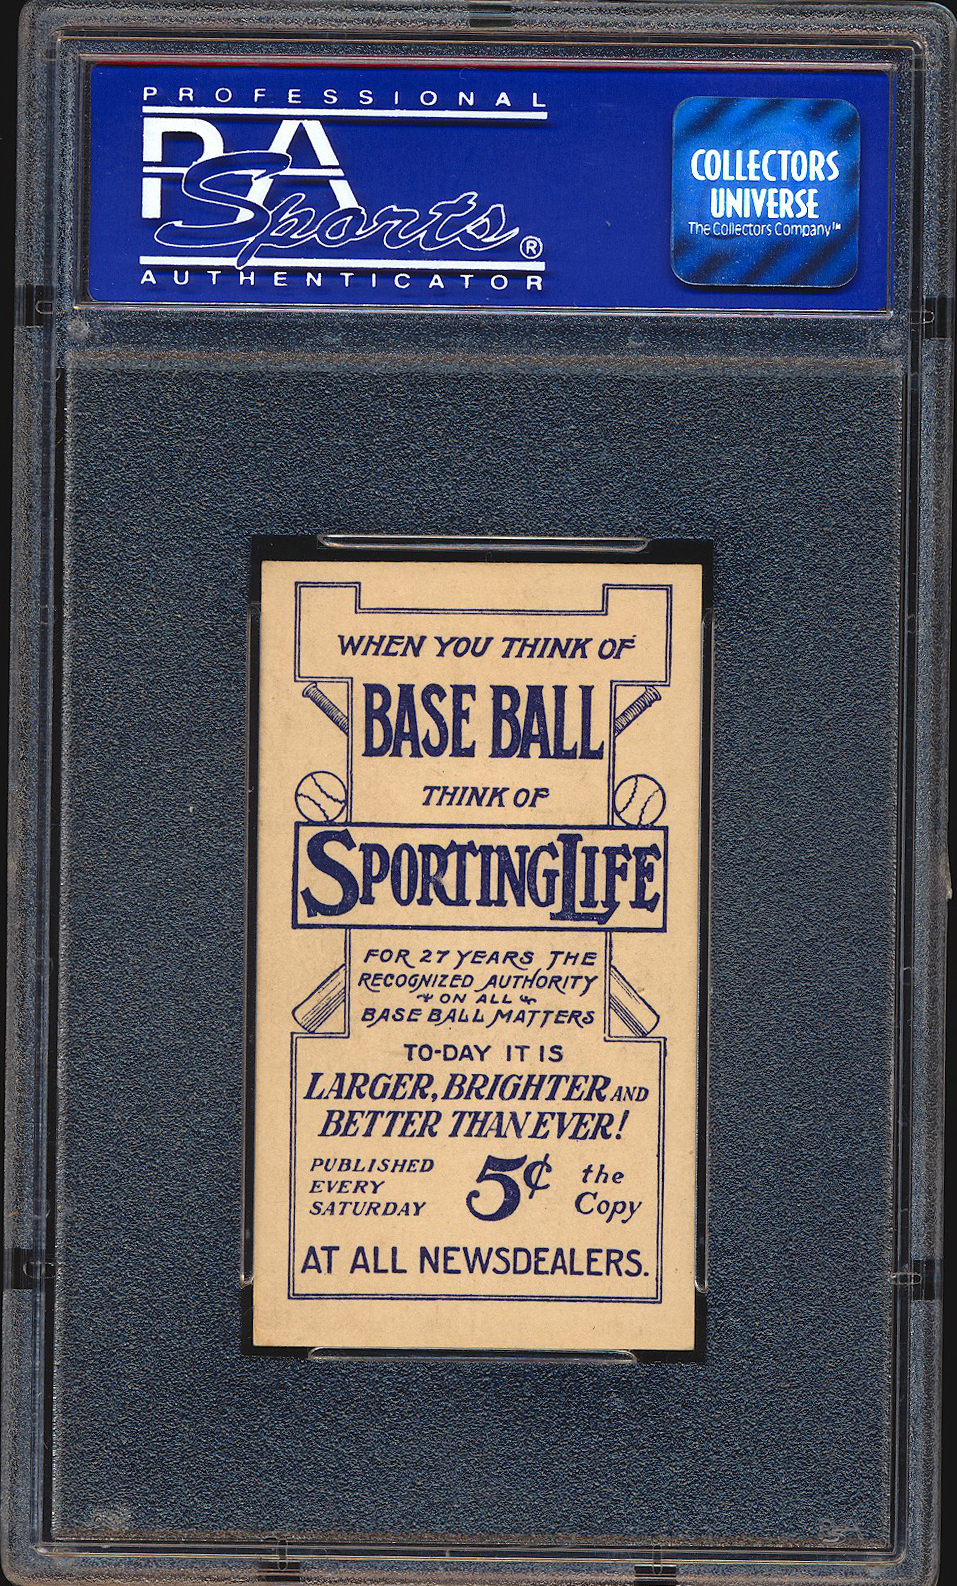 PROFESSIONAL
PSA
Sports®
AUTHENTICATOR
COLLECTORS
UNIVERSE
The Collectors Company™
WHEN YOU THINK OF
BASE BALL
THINK OF
SPORTING LIFE
FOR 27 YEARS THE
RECOGNIZED AUTHORITY
ON ALL
BASE BALL MATTERS
TO-DAY IT IS
LARGER, BRIGHTER AND
BETTER THAN EVER!
PUBLISHED
EVERY
SATURDAY
5¢
the
Copy
AT ALL NEWSDEALERS.